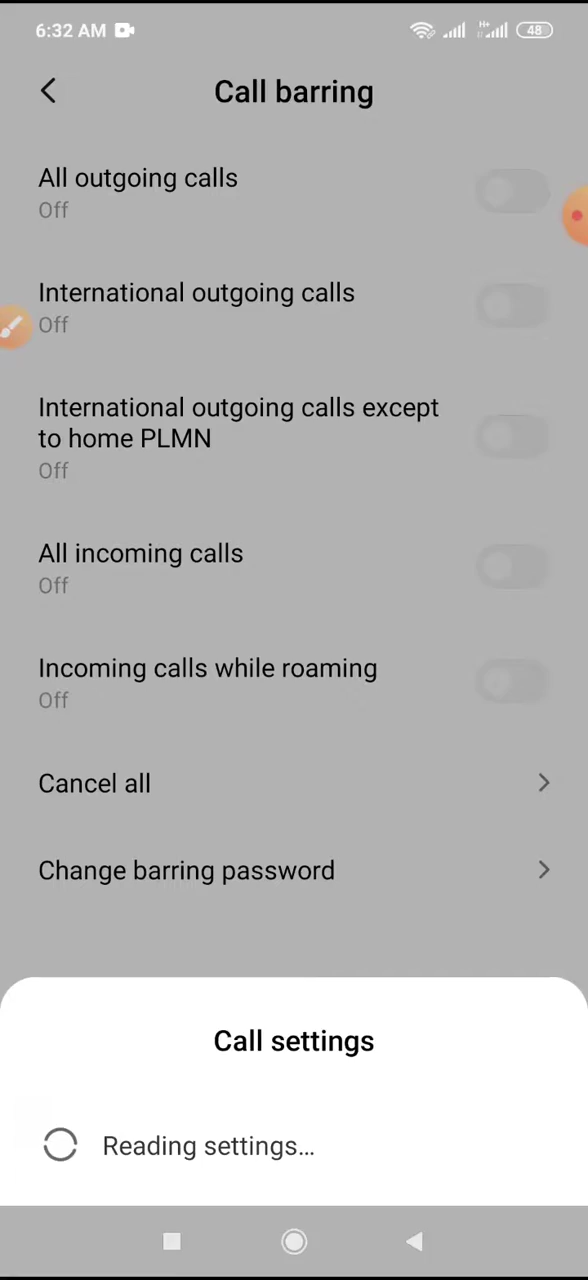 6:32 AM
H+
48
Call barring
All outgoing calls
Off
International outgoing calls
Off
International outgoing calls except
to home PLMN
Off
All incoming calls
Off
Incoming calls while roaming
Off
Cancel all
Change barring password
Call settings
Reading settings...